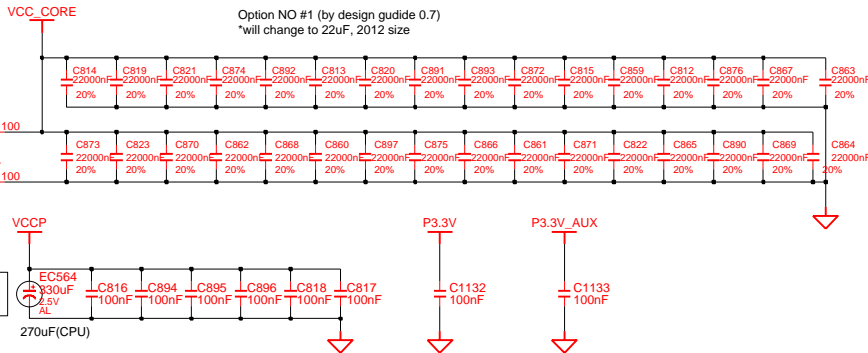 VCC_CORE
Option NO #1 (by design gudide 0.7)
*will change to 22uF, 2012 size
C814 C819 C821 C874 C892 C813 C820 C891 C893 C872 C815 C859 C812 C876 C867 C863
22000nF 22000nF 22000nF 22000nF 22000nF 22000nF 22000nF 22000nF 22000nF 22000nF 22000nF 22000nF 22000nF 22000nF 22000nF 22000nF
20% 20% 20% 20% 20% 20% 20% 20% 20% 20% 20% 20% 20% 20% 20% 20%
100
C873 C823 C870 C862 C868 C860 C897 C875 C866 C861 C871 C822 C865 C890 C869 C864
22000nF 22000nF 22000nF 22000nF 22000nF 22000nF 22000nF 22000nF 22000nF 22000nF 22000nF 22000nF 22000nF 22000nF 22000nF 22000nF
20% 20% 20% 20% 20% 20% 20% 20% 20% 20% 20% 20% 20% 20% 20% 20%
100
VCCP P3.3V P3.3V_AUX
EC564
330uF
2.5V
AL
C816 C894 C895 C896 C818 C817 C1132 C1133
100nF 100nF 100nF 100nF 100nF 100nF 100nF 100nF
270uF(CPU)